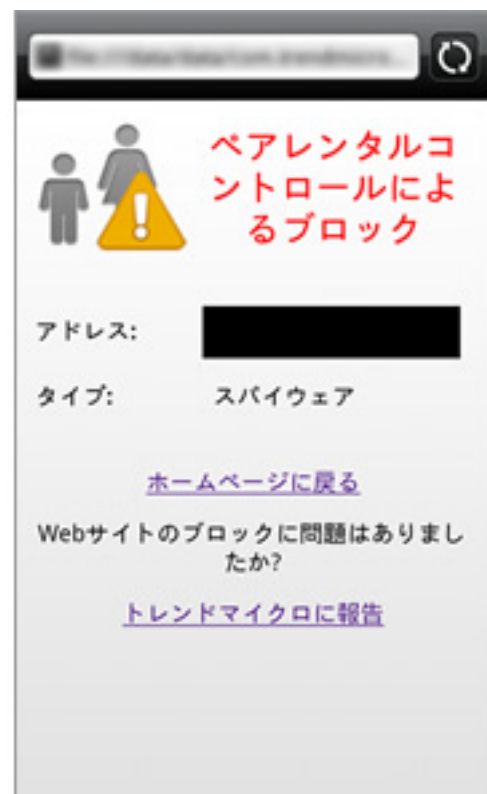 ペアレンタルコ
ントロールによ
るブロック
アドレス:
タイプ: スパイウェア
ホームページに戻る
Webサイトのブロックに問題はありまし
たか?
トレンドマイクロに報告